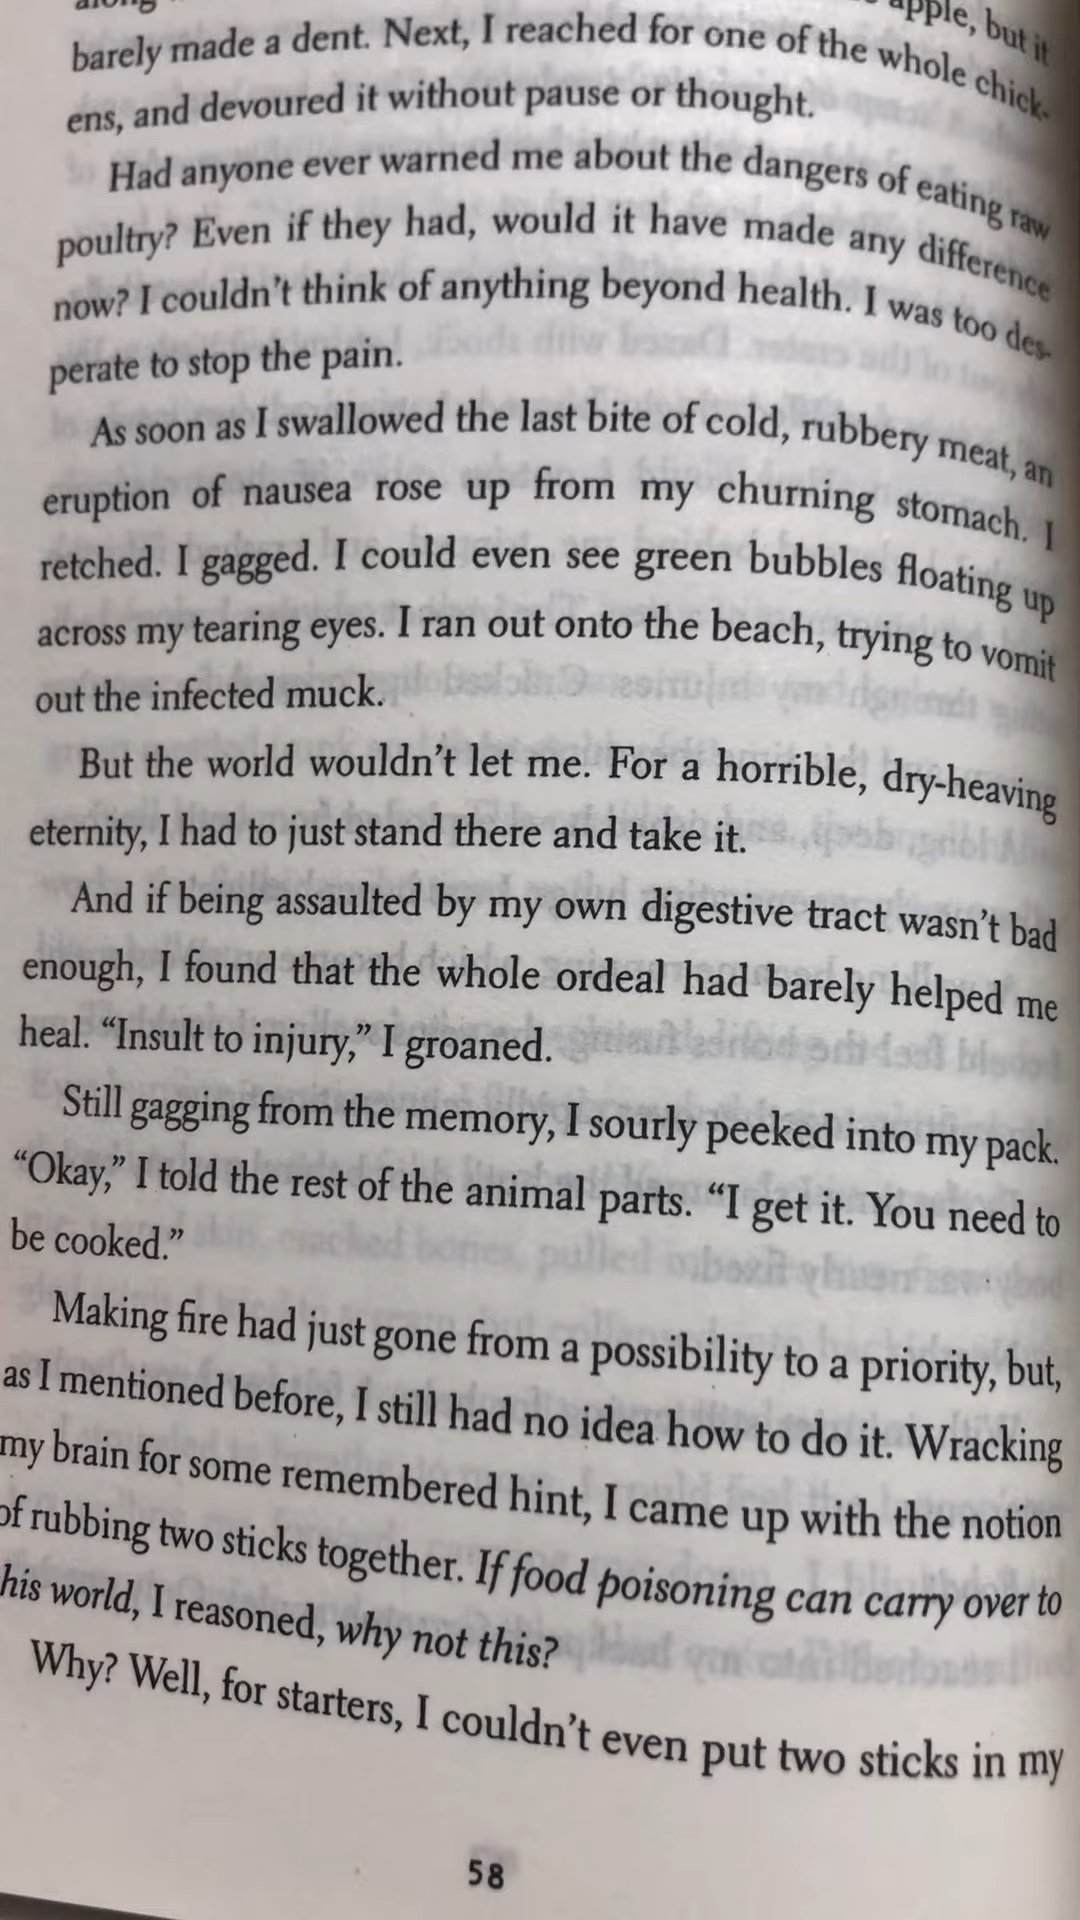 apple, but it
barely made a dent. Next, I reached for one of the whole chick-
ens, and devoured it without pause or thought.
Had anyone ever warned me about the dangers of eating raw
poultry? Even if they had, would it have made any difference
now? I couldn't think of anything beyond health. I was too des-
perate to stop the pain.
As soon as I swallowed the last bite of cold, rubbery meat, an
eruption of nausea rose up from my churning stomach. I
retched. I gagged. I could even see green bubbles floating up
across my tearing eyes. I ran out onto the beach, trying to vomit
out the infected muck.
But the world wouldn't let me. For a horrible, dry-heaving
eternity, I had to just stand there and take it.
And if being assaulted by my own digestive tract wasn't bad
enough, I found that the whole ordeal had barely helped me
heal. “Insult to injury,” I groaned.
Still gagging from the memory, I sourly peeked into my pack.
“Okay,” I told the rest of the animal parts. “I get it. You need to
be cooked.”
Making fire had just gone from a possibility to a priority, but,
as I mentioned before, I still had no idea how to do it. Wracking
my brain for some remembered hint, I came up with the notion
of rubbing two sticks together. If food poisoning can carry over to
his world, I reasoned, why not this?
Why? Well, for starters, I couldn't even put two sticks in my
58